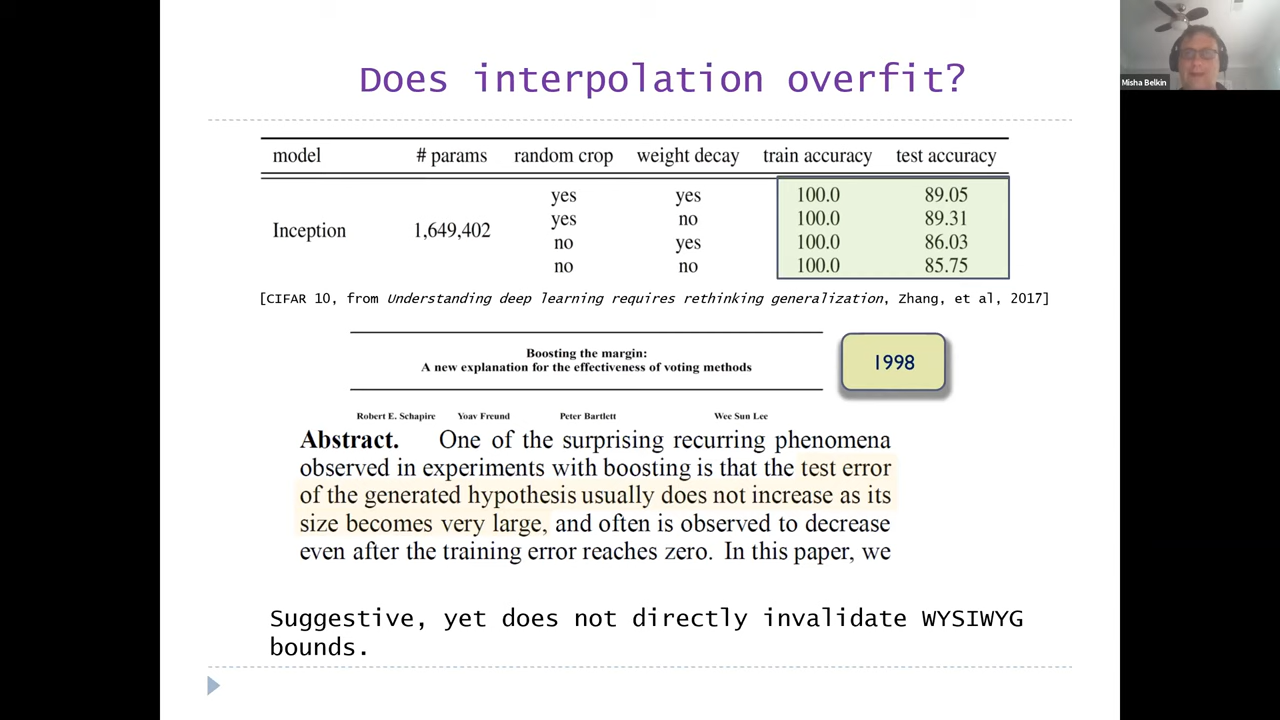 Does interpolation overfit?
model # params random crop weight decay train accuracy test accuracy
yes yes 100.0 89.05
yes no 100.0 89.31
Inception 1,649,402
no yes 100.0 86.03
no no 100.0 85.75
[CIFAR 10, from Understanding deep learning requires rethinking generalization, Zhang, et al, 2017]
Boosting the margin:
A new explanation for the effectiveness of voting methods
1998
Robert E. Schapire Yoav Freund Peter Bartlett Wee Sun Lee
Abstract. One of the surprising recurring phenomena
observed in experiments with boosting is that the test error
of the generated hypothesis usually does not increase as its
size becomes very large, and often is observed to decrease
even after the training error reaches zero. In this paper, we
Suggestive, yet does not directly invalidate WYSIWYG
bounds.
Misha Belkin